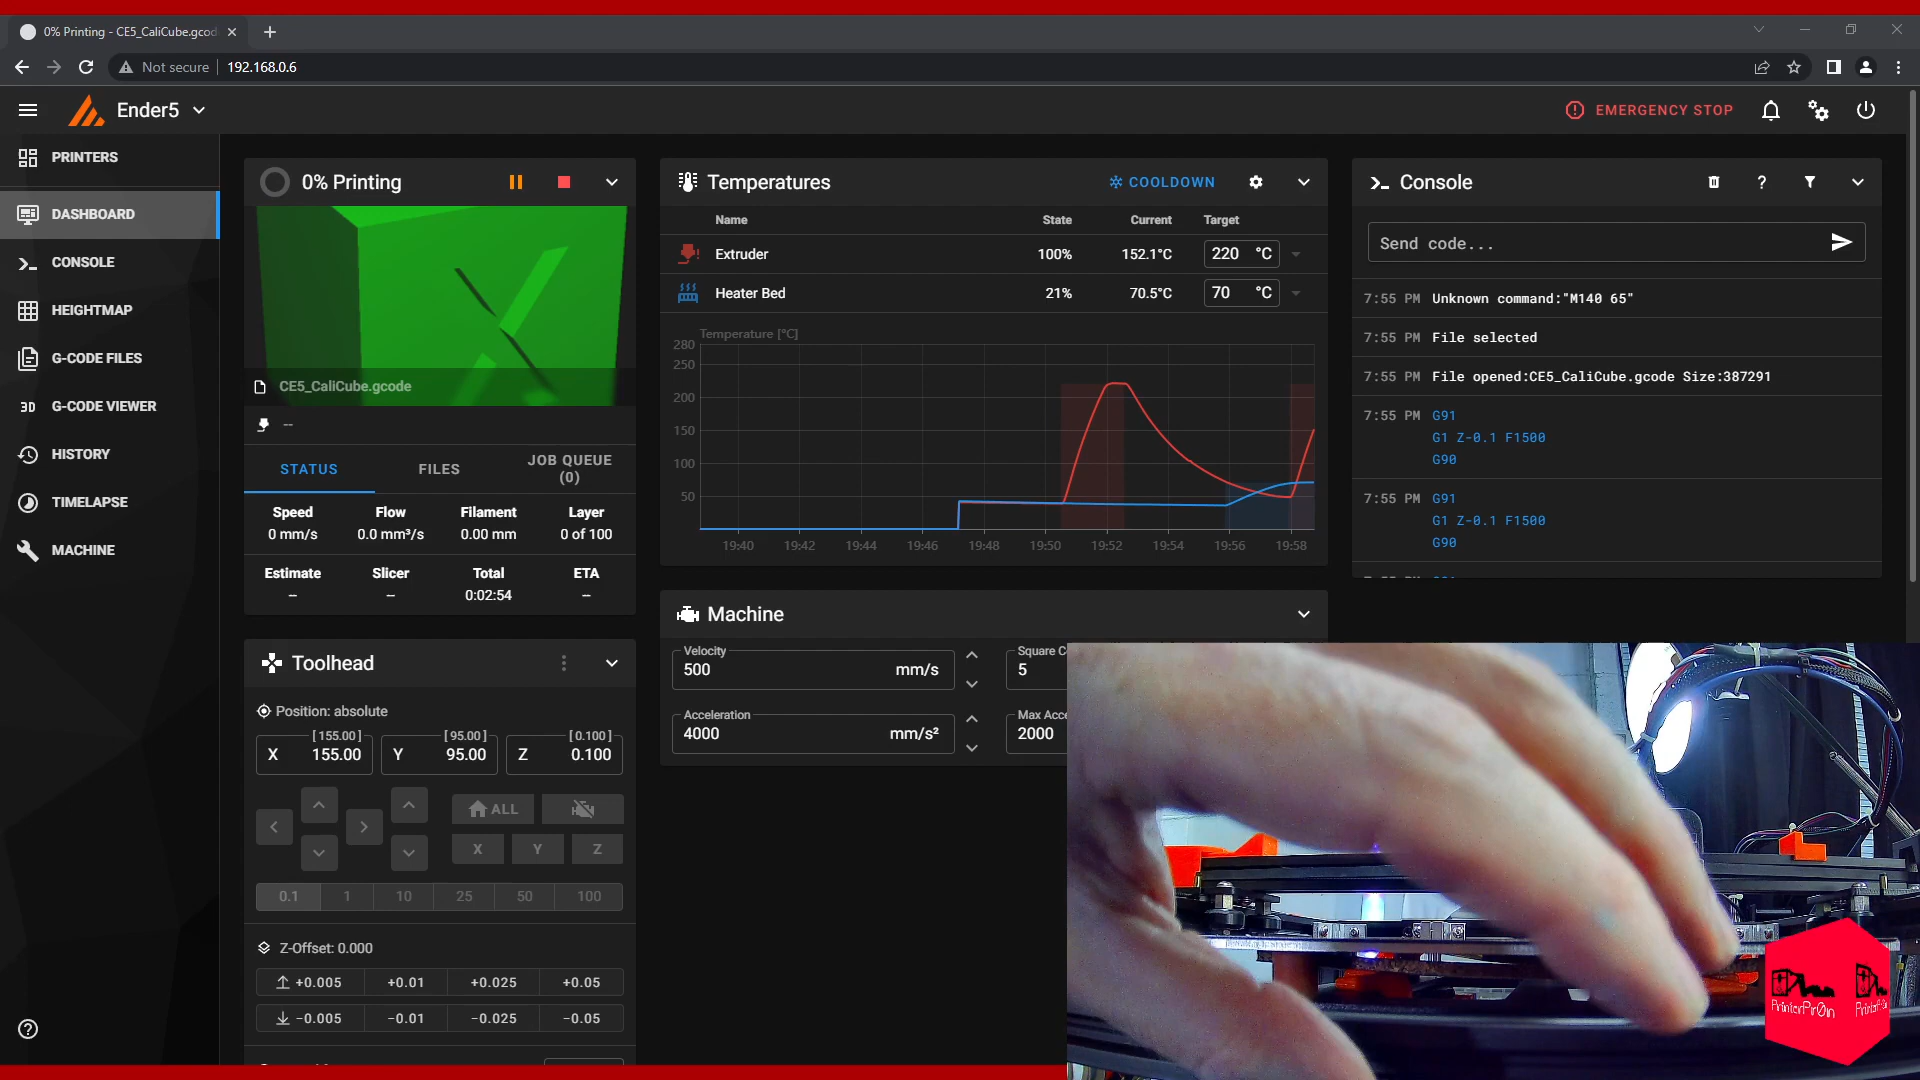 0% Printing - CE5_CaliCube.gcod
Not secure
192.168.0.6
Ender5
EMERGENCY STOP
PRINTERS
DASHBOARD
CONSOLE
HEIGHTMAP
G-CODE FILES
3D G-CODE VIEWER
HISTORY
TIMELAPSE
MACHINE
0% Printing
CE5_CaliCube.gcode
--
STATUS FILES JOB QUEUE
(0)
Speed Flow Filament Layer
0 mm/s 0.0 mm³/s 0.00 mm 0 of 100
Estimate Slicer Total ETA
-- -- 0:02:54 --
Toolhead
Position: absolute
[155.00] [95.00] [0.100]
X 155.00 Y 95.00 Z 0.100
ALL
X Y Z
0.1 1 10 25 50 100
Z-Offset: 0.000
+0.005 +0.01 +0.025 +0.05
−0.005 −0.01 −0.025 −0.05
Temperatures
COOLDOWN
Name State Current Target
Extruder 100% 152.1°C 220 °C
Heater Bed 21% 70.5°C 70 °C
Temperature [°C]
280
250
200
150
100
50
19:40 19:42 19:44 19:46 19:48 19:50 19:52 19:54 19:56 19:58
Machine
Velocity
500 mm/s
Square C
5
Acceleration
4000 mm/s²
Max Acce
2000
Console
Send code...
7:55 PM Unknown command:"M140 65"
7:55 PM File selected
7:55 PM File opened:CE5_CaliCube.gcode Size:387291
7:55 PM G91
G1 Z-0.1 F1500
G90
7:55 PM G91
G1 Z-0.1 F1500
G90
PrinterPr0n